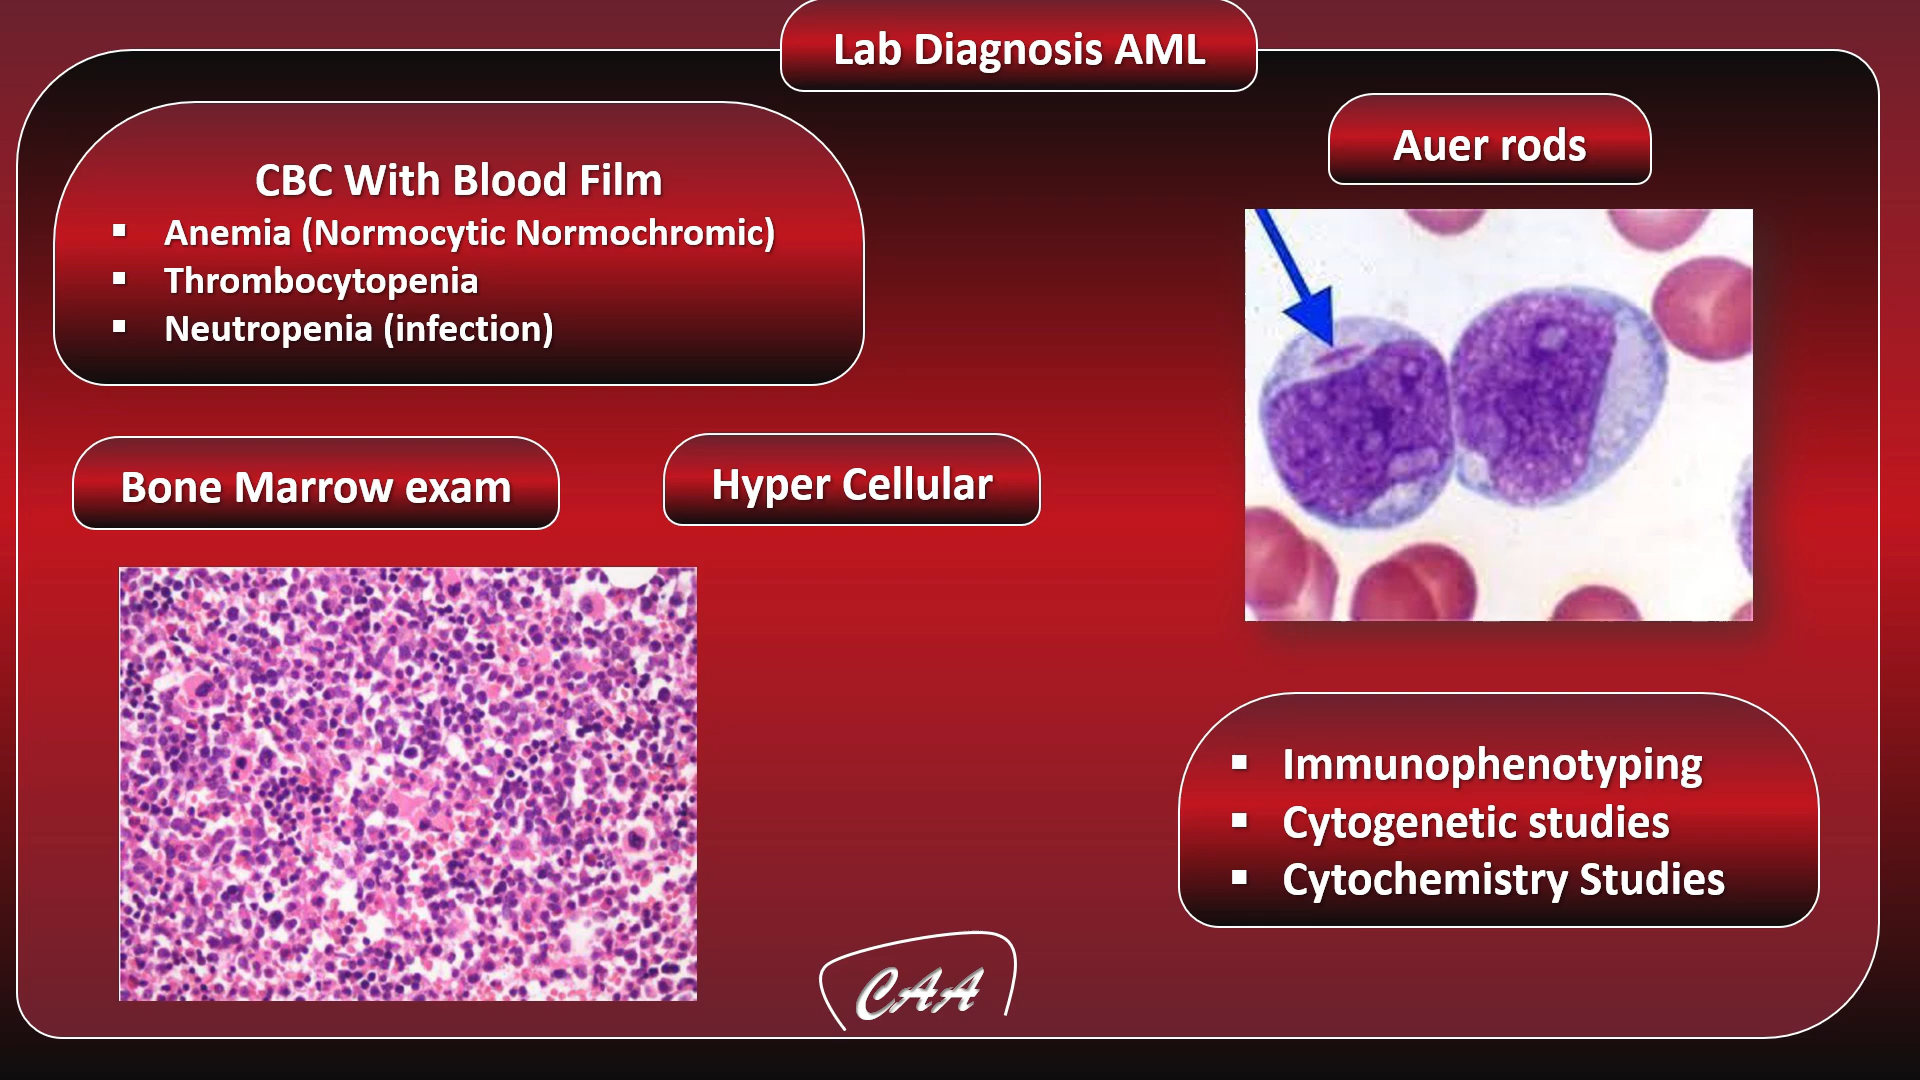 Lab Diagnosis AML
CBC With Blood Film
▪ Anemia (Normocytic Normochromic)
▪ Thrombocytopenia
▪ Neutropenia (infection)
Auer rods
Bone Marrow exam
Hyper Cellular
▪ Immunophenotyping
▪ Cytogenetic studies
▪ Cytochemistry Studies
CAA